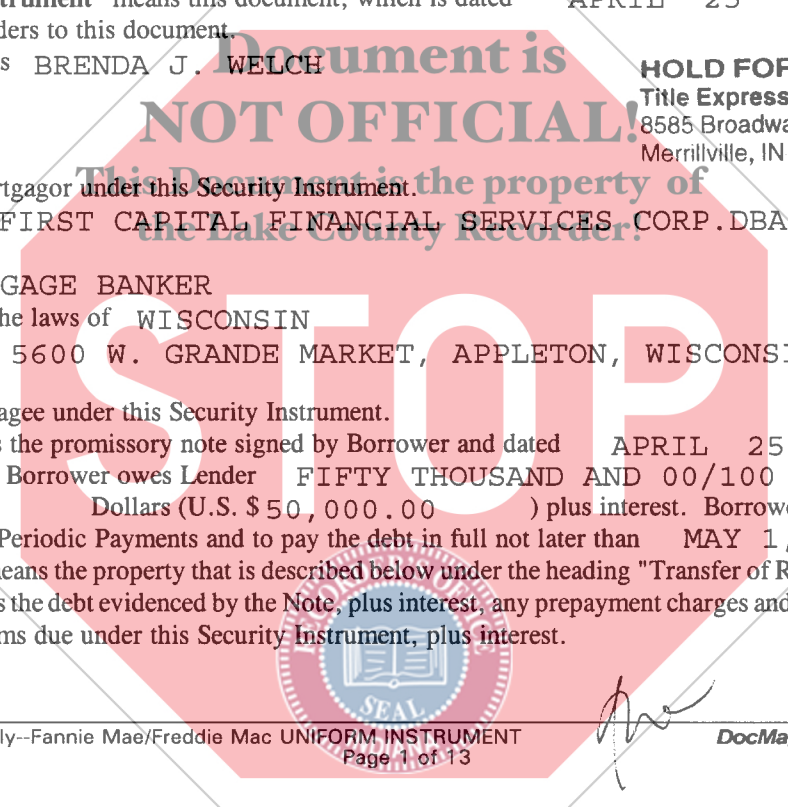 trument" means this document, which is dated APRIL 25
ders to this document.
s BRENDA J. WELCH
Document is
NOT OFFICIAL!
This Document is the property of
the Lake County Recorder!
HOLD FOR
Title Express
8585 Broadwa
Merrillville, IN
rtgagor under this Security Instrument.
FIRST CAPITAL FINANCIAL SERVICES CORP.DBA
GAGE BANKER
he laws of WISCONSIN
5600 W. GRANDE MARKET, APPLETON, WISCONSI
STOP
agee under this Security Instrument.
s the promissory note signed by Borrower and dated APRIL 25
Borrower owes Lender FIFTY THOUSAND AND 00/100
Dollars (U.S. $ 50,000.00 ) plus interest. Borrowe
Periodic Payments and to pay the debt in full not later than MAY 1,
eans the property that is described below under the heading "Transfer of R
s the debt evidenced by the Note, plus interest, any prepayment charges and
ms due under this Security Instrument, plus interest.
SEAL
INDIANA
ly--Fannie Mae/Freddie Mac UNIFORM INSTRUMENT
Page 1 of 13
DocMa